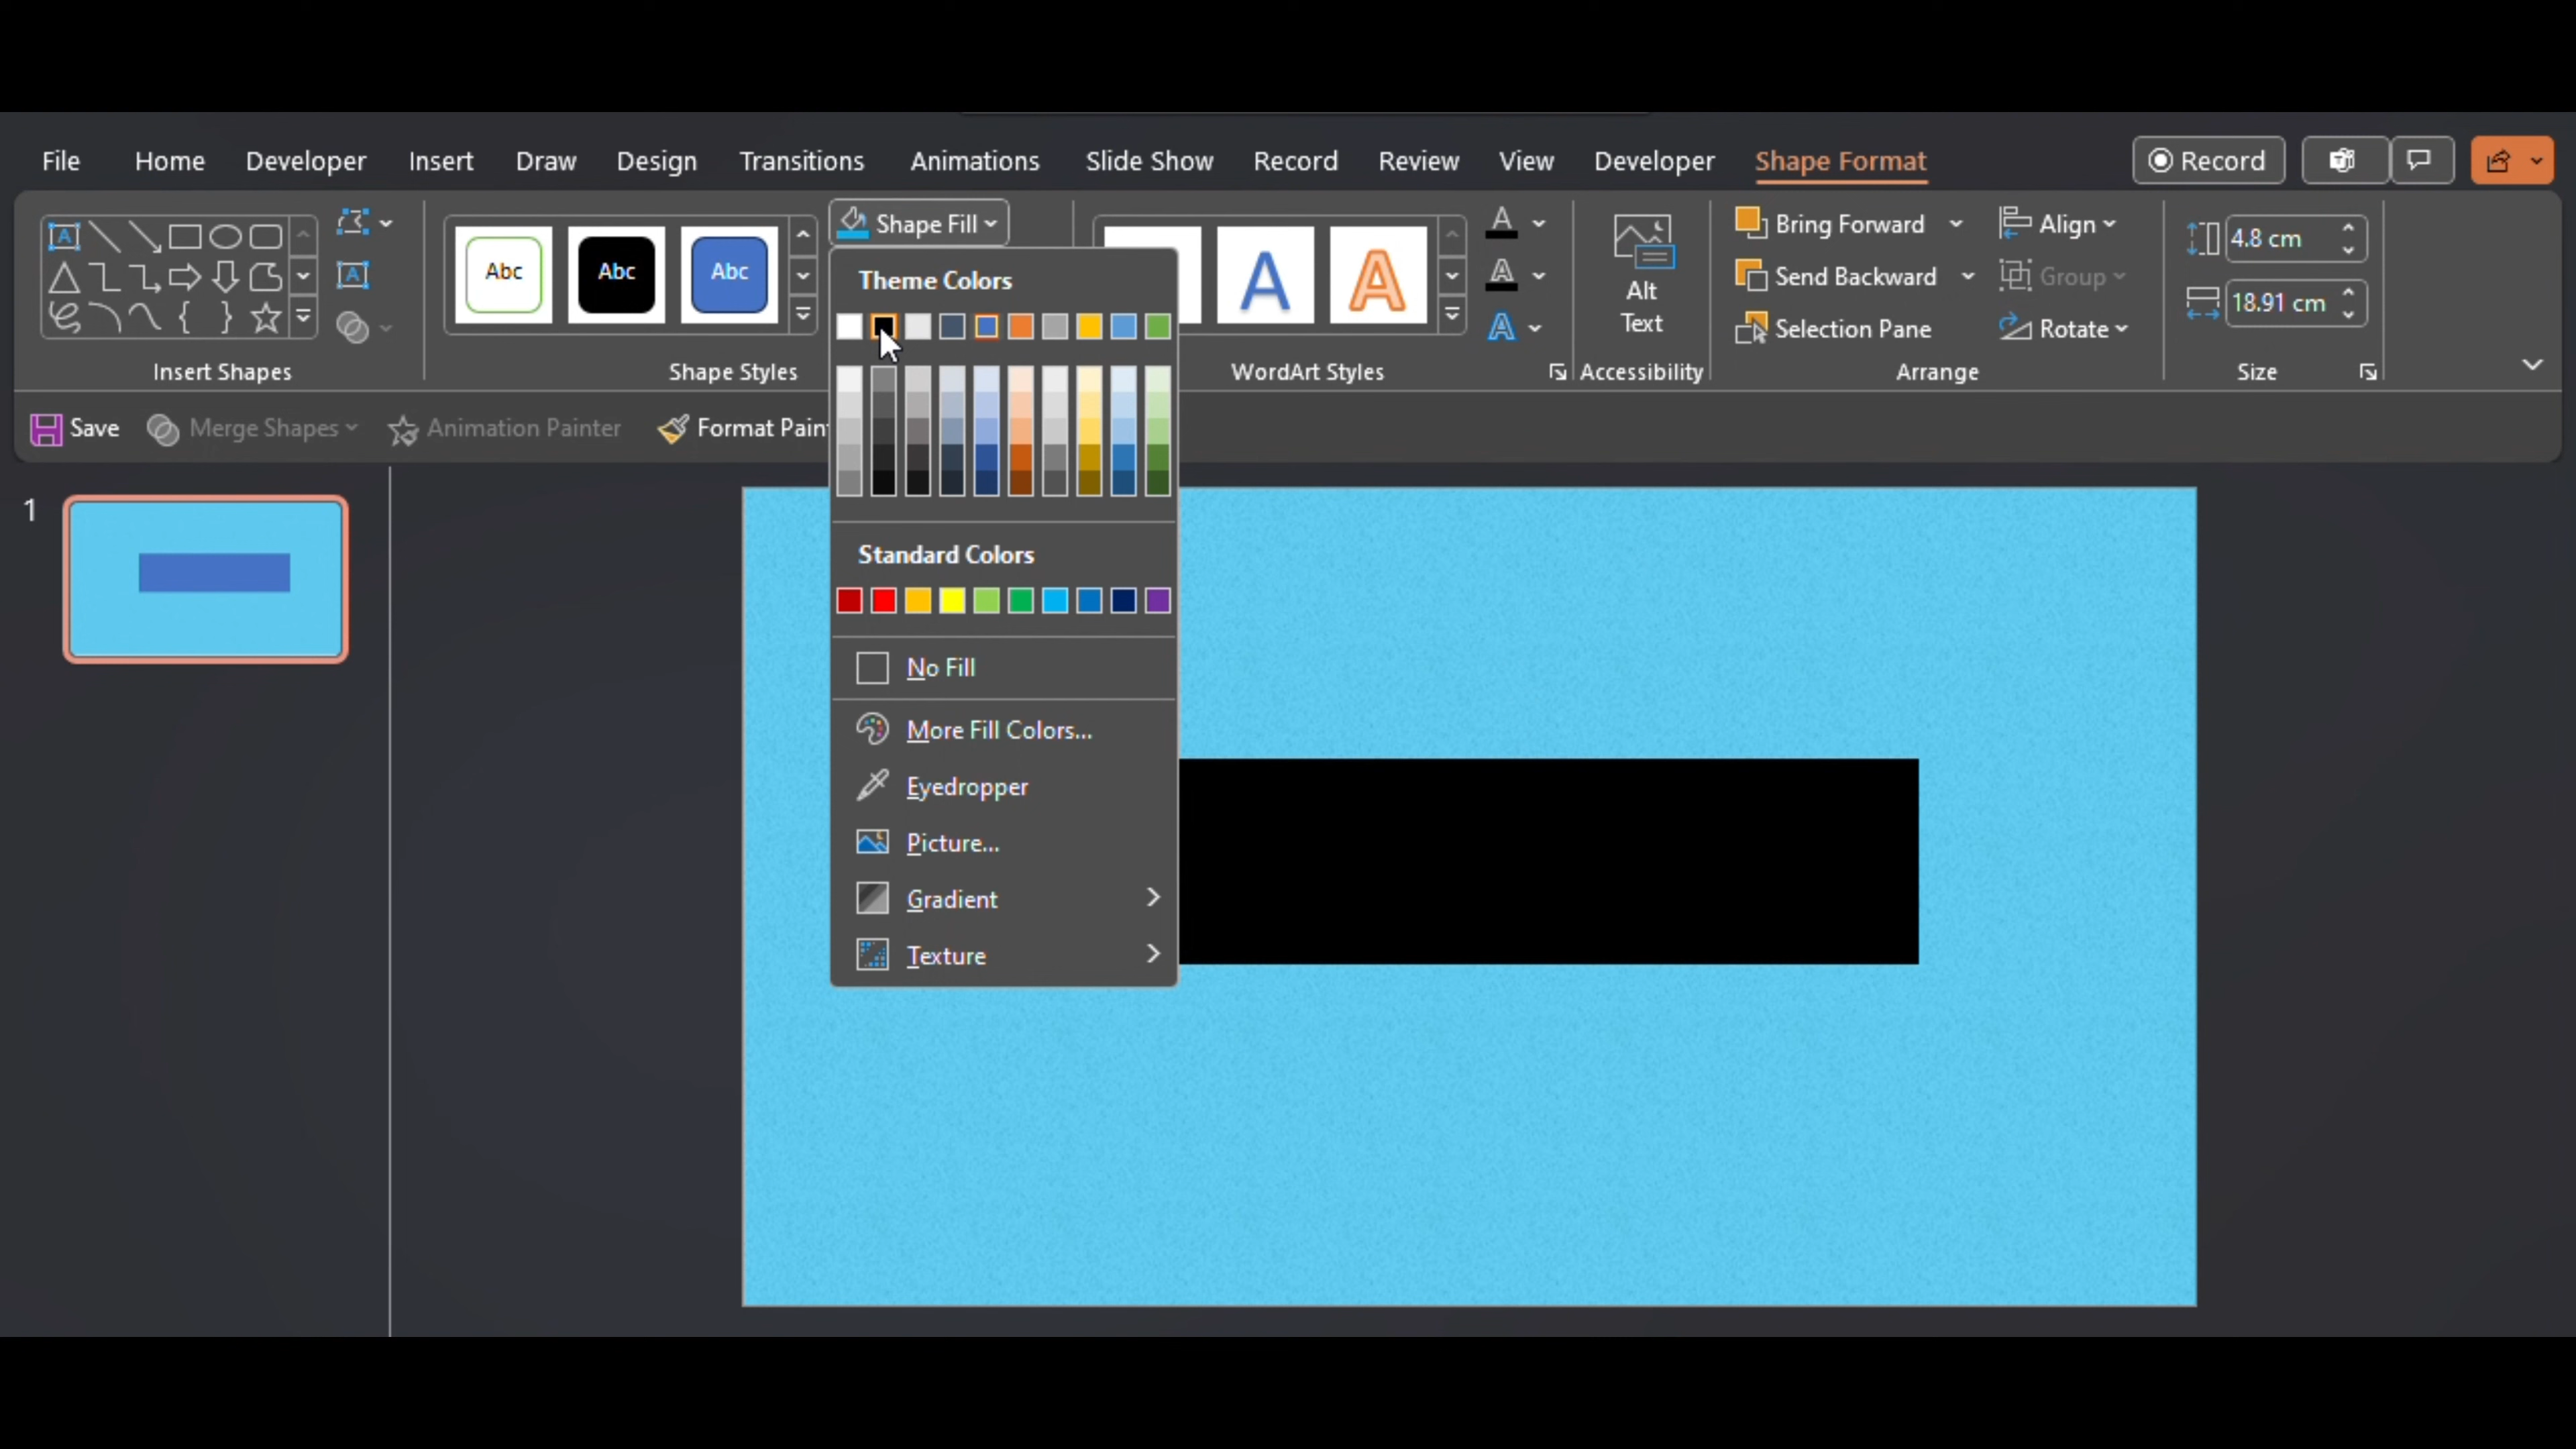 File Home Developer Insert Draw Design Transitions Animations Slide Show Record Review View Developer Shape Format Record
Abc Abc Abc
Shape Fill
A A A A A
Alt
Text
Bring Forward
Send Backward
Selection Pane
Align
Group
Rotate
4.8 cm
18.91 cm
Insert Shapes Shape Styles WordArt Styles Accessibility Arrange Size
Save Merge Shapes Animation Painter Format Pain
Theme Colors
Standard Colors
No Fill
More Fill Colors...
Eyedropper
Picture...
Gradient
Texture
1